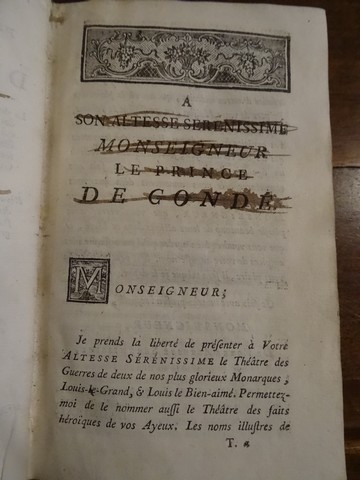 A
SON ALTESSE SÉRÉNISSIME
MONSEIGNEUR
LE PRINCE
DE CONDÉ.
MONSEIGNEUR;
Je prends la liberté de présenter à Votre
ALTESSE SÉRÉNISSIME le Théâtre des
Guerres de deux de nos plus glorieux Monarques,
Louis-le-Grand, & Louis le Bien-aimé. Permettez-
moi de le nommer aussi le Théâtre des faits
héroïques de vos Ayeux. Les noms illustres de
T. a